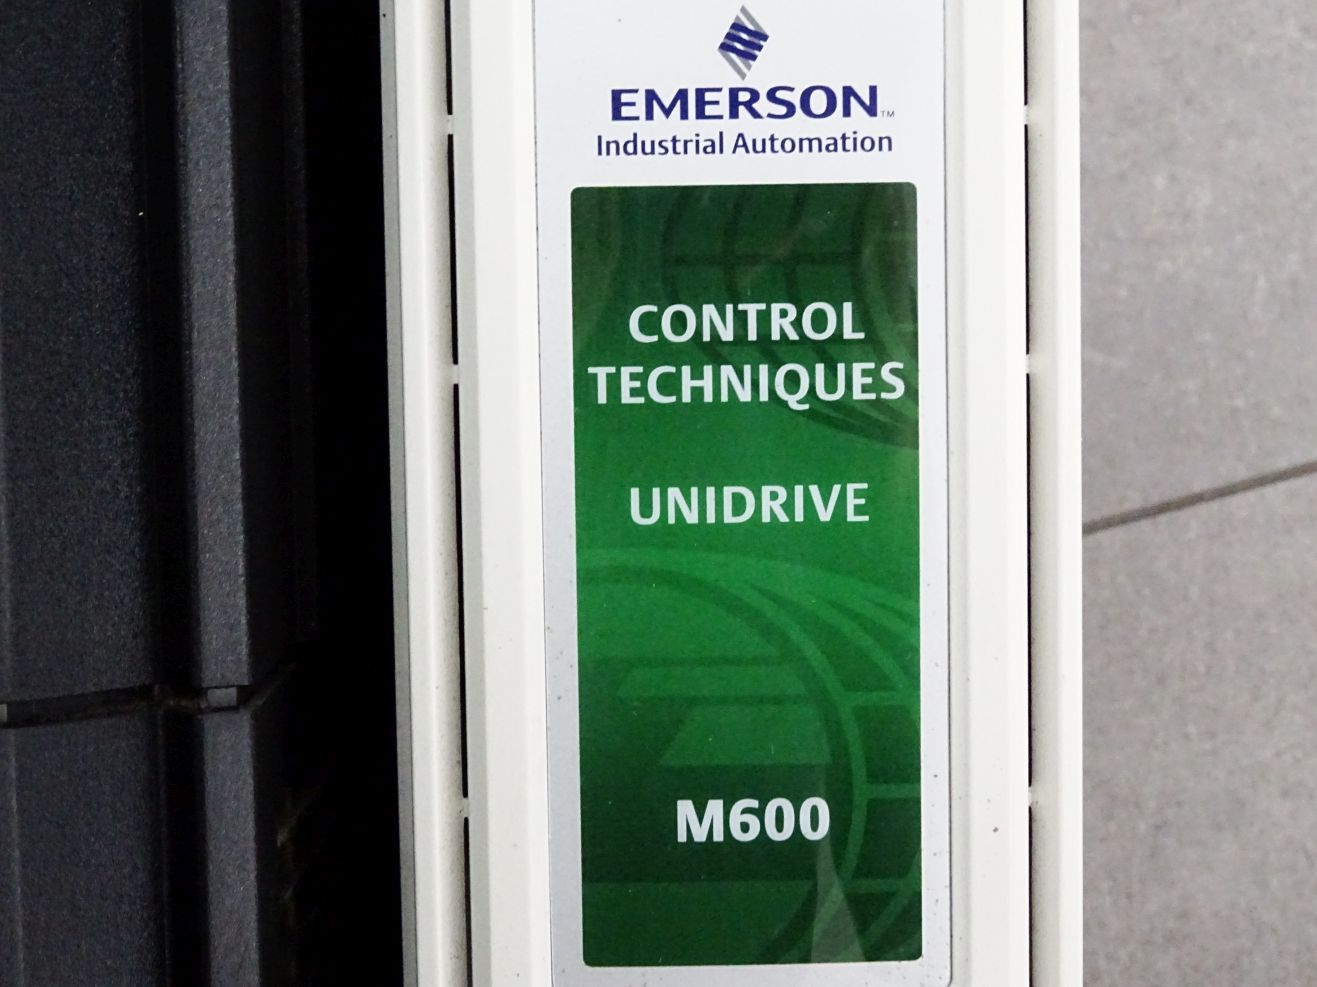 EMERSON™
Industrial Automation
CONTROL
TECHNIQUES
UNIDRIVE
M600